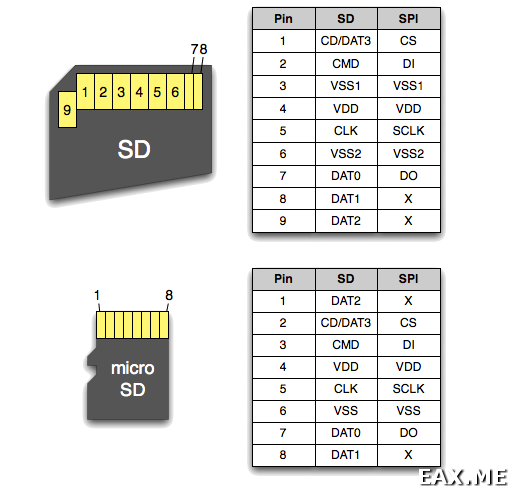 Pin SD SPI
1 CD/DAT3 CS
2 CMD DI
3 VSS1 VSS1
4 VDD VDD
5 CLK SCLK
6 VSS2 VSS2
7 DAT0 DO
8 DAT1 X
9 DAT2 X
78
1 2 3 4 5 6
9
SD
Pin SD SPI
1 DAT2 X
2 CD/DAT3 CS
3 CMD DI
4 VDD VDD
5 CLK SCLK
6 VSS VSS
7 DAT0 DO
8 DAT1 X
1 8
micro
SD
EAX.ME